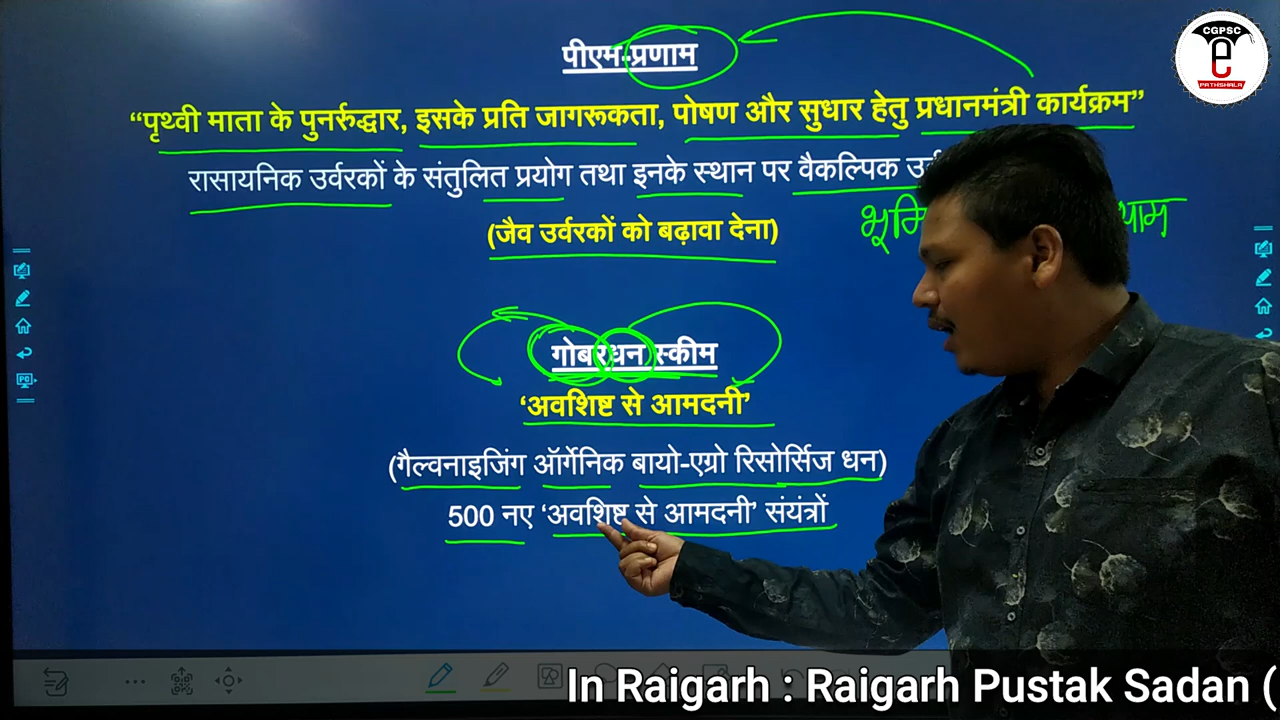 CGPSC
e
PATHSHALA
पीएम-प्रणाम
“पृथ्वी माता के पुनर्रुद्धार, इसके प्रति जागरूकता, पोषण और सुधार हेतु प्रधानमंत्री कार्यक्रम”
रासायनिक उर्वरकों के संतुलित प्रयोग तथा इनके स्थान पर वैकल्पिक
(जैव उर्वरकों को बढ़ावा देना)
गोबरधन स्कीम
‘अवशिष्ट से आमदनी’
(गैल्वनाइजिंग ऑर्गेनिक बायो-एग्रो रिसोर्सिज धन)
500 नए ‘अवशिष्ट से आमदनी’ संयंत्रों
In Raigarh : Raigarh Pustak Sadan (